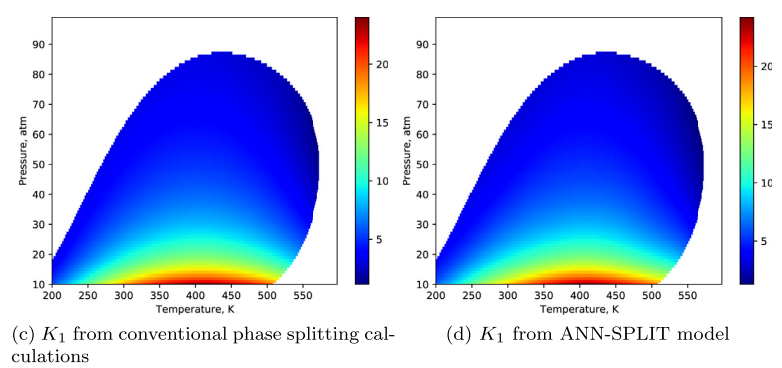 90
80
70
60
50
40
30
20
10
Pressure, atm
200 250 300 350 400 450 500 550
Temperature, K
20
15
10
5
90
80
70
60
50
40
30
20
10
Pressure, atm
200 250 300 350 400 450 500 550
Temperature, K
20
15
10
5
(c) K₁ from conventional phase splitting cal-
culations
(d) K₁ from ANN-SPLIT model